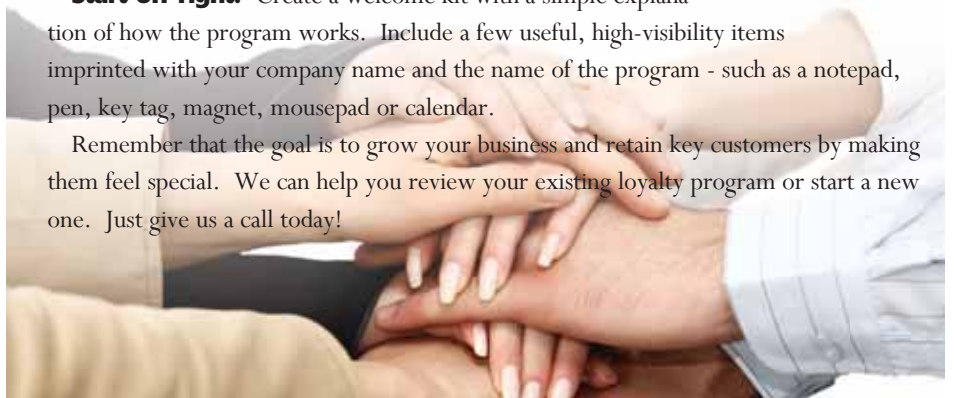 Start off right. Create a welcome kit with a simple explana
tion of how the program works.  Include a few useful, high-visibility items
imprinted with your company name and the name of the program - such as a notepad,
pen, key tag, magnet, mousepad or calendar.
Remember that the goal is to grow your business and retain key customers by making
them feel special.  We can help you review your existing loyalty program or start a new
one.  Just give us a call today!